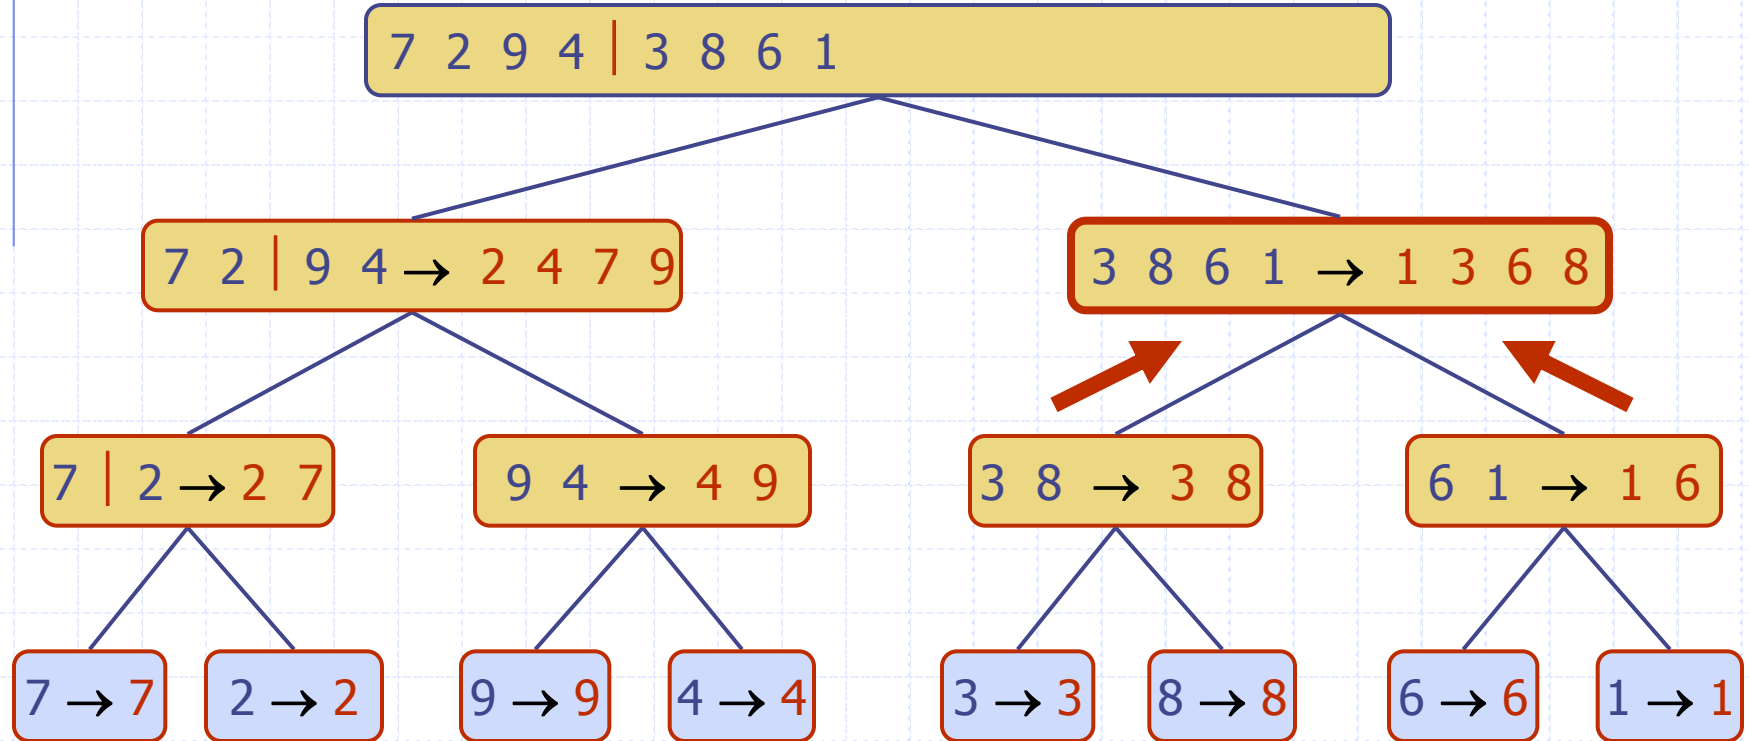 7 2 9 4 | 3 8 6 1
7 2 | 9 4 → 2 4 7 9
3 8 6 1 → 1 3 6 8
7 | 2 → 2 7
9 4 → 4 9
3 8 → 3 8
6 1 → 1 6
7 → 7
2 → 2
9 → 9
4 → 4
3 → 3
8 → 8
6 → 6
1 → 1